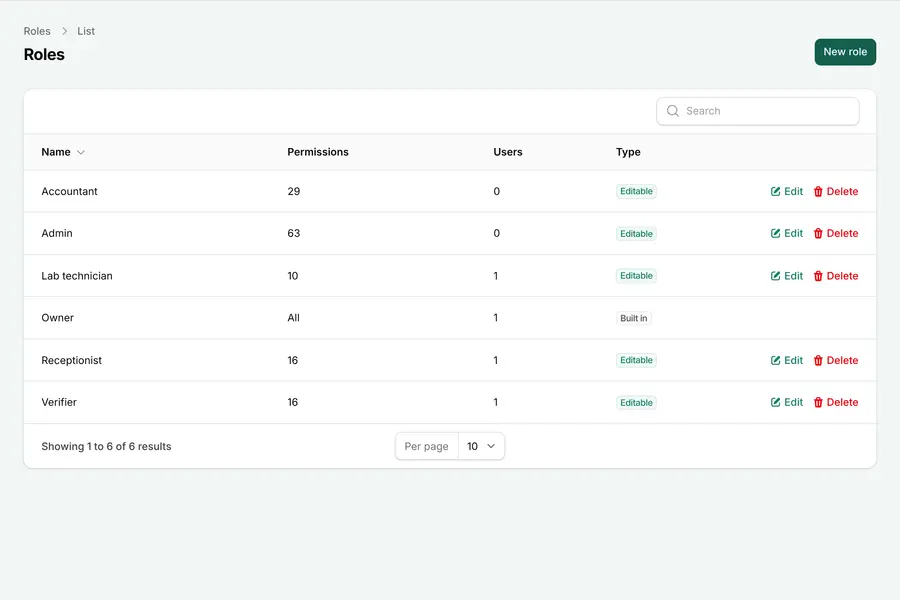 Roles > List
Roles
New role
Search
Name Permissions Users Type
Accountant 29 0 Editable Edit Delete
Admin 63 0 Editable Edit Delete
Lab technician 10 1 Editable Edit Delete
Owner All 1 Built in
Receptionist 16 1 Editable Edit Delete
Verifier 16 1 Editable Edit Delete
Showing 1 to 6 of 6 results Per page 10